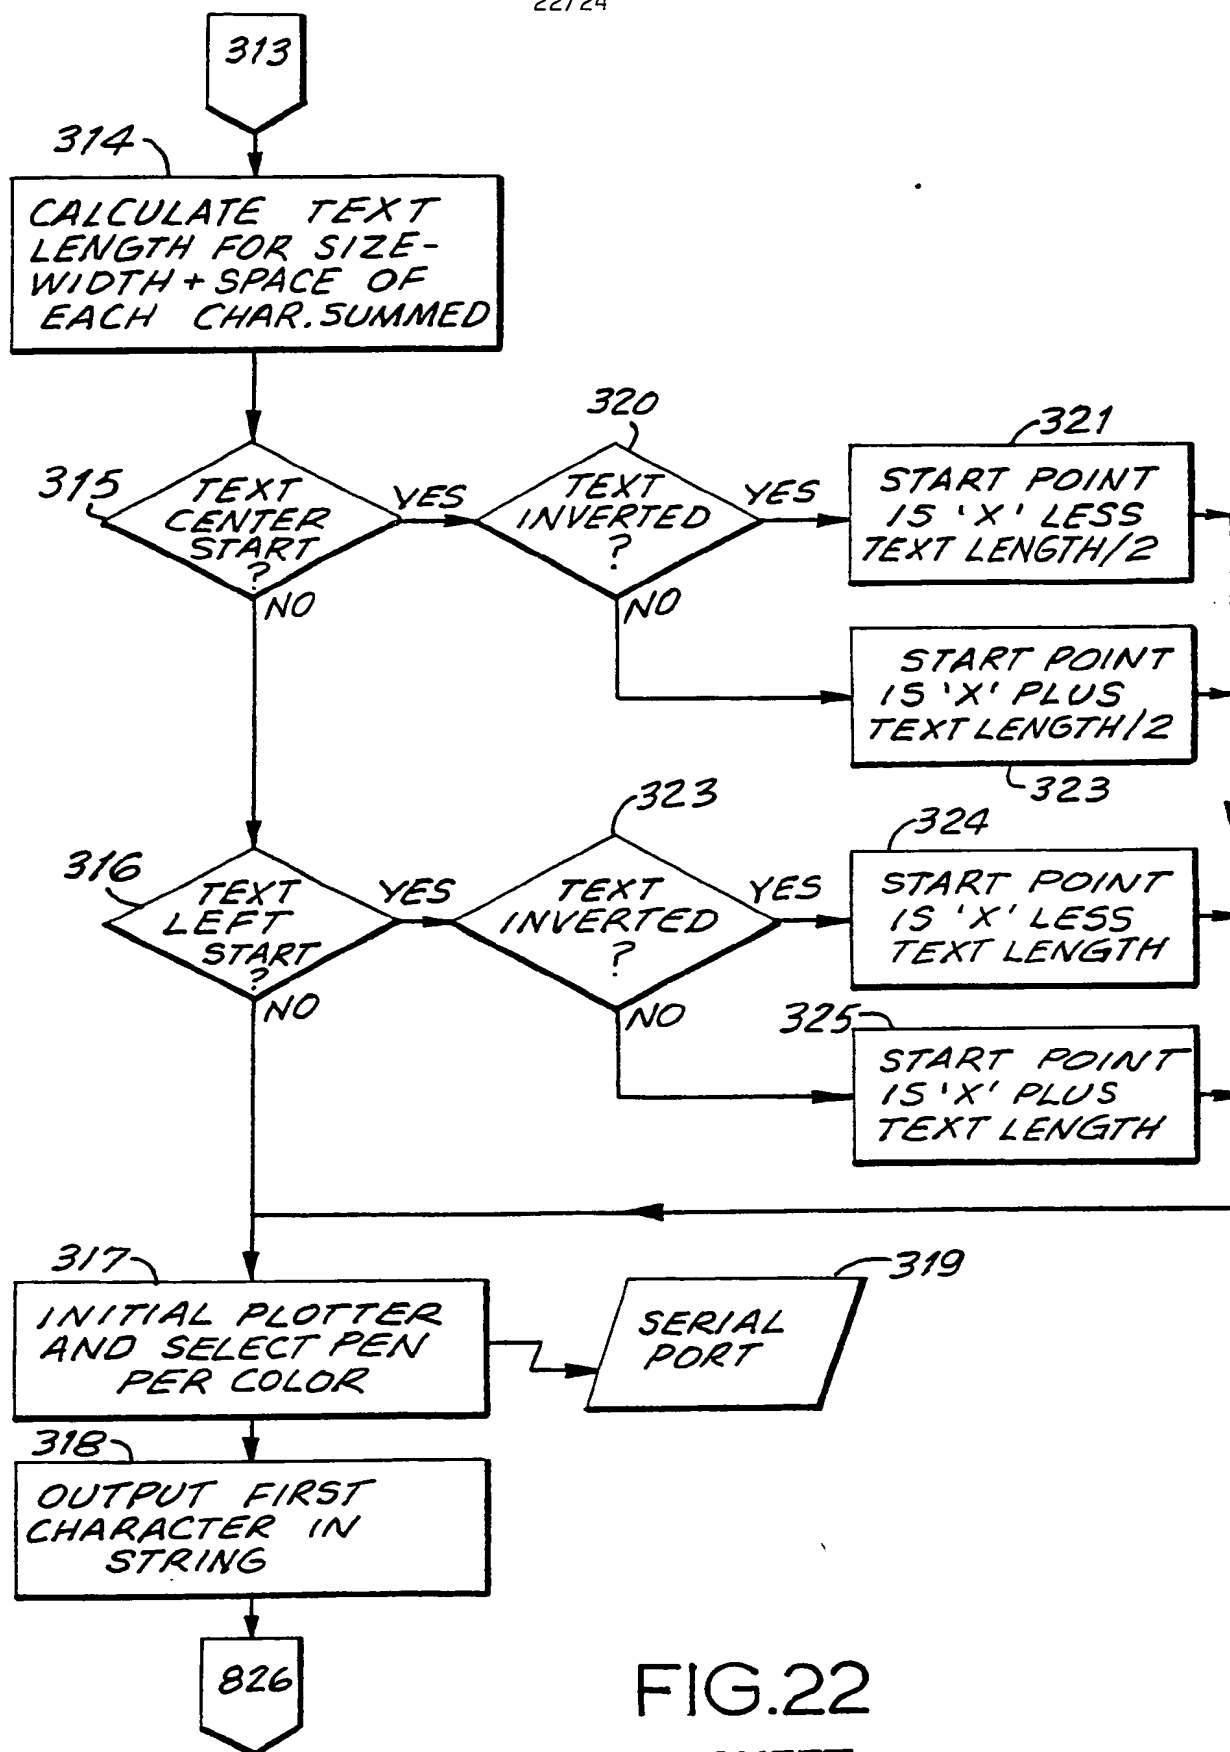 22/24
313
314
CALCULATE TEXT
LENGTH FOR SIZE-
WIDTH + SPACE OF
EACH CHAR. SUMMED
315
TEXT
CENTER
START
?
YES
NO
320
TEXT
INVERTED
?
YES
NO
321
START POINT
IS 'X' LESS
TEXT LENGTH/2
START POINT
IS 'X' PLUS
TEXT LENGTH/2
323
316
TEXT
LEFT
START
?
YES
NO
323
TEXT
INVERTED
?
YES
NO
324
START POINT
IS 'X' LESS
TEXT LENGTH
325
START POINT
IS 'X' PLUS
TEXT LENGTH
317
INITIAL PLOTTER
AND SELECT PEN
PER COLOR
319
SERIAL
PORT
318
OUTPUT FIRST
CHARACTER IN
STRING
826
FIG.22